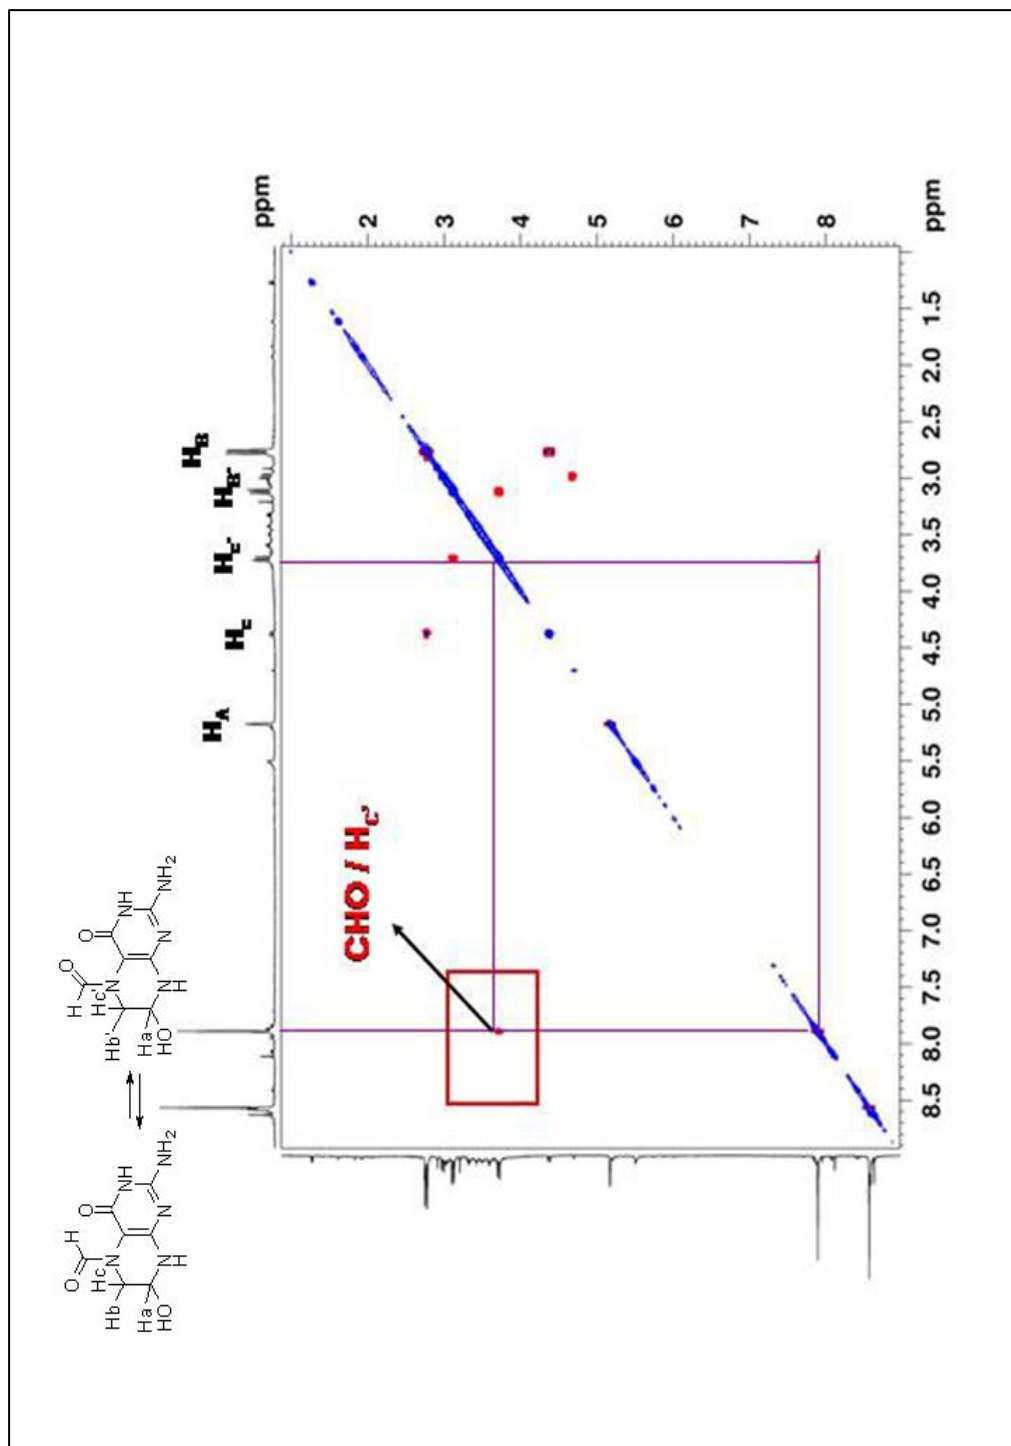 O H
O
NH
Hc N
Hb
N NH2
Ha
HO N
H
H O
O
NH
Hc' N
Hb'
N NH2
Ha
HO N
H
HA Hc Hc' HB' HB
ppm
CHO / HC'
2
3
4
5
6
7
8
8.5 8.0 7.5 7.0 6.5 6.0 5.5 5.0 4.5 4.0 3.5 3.0 2.5 2.0 1.5 ppm